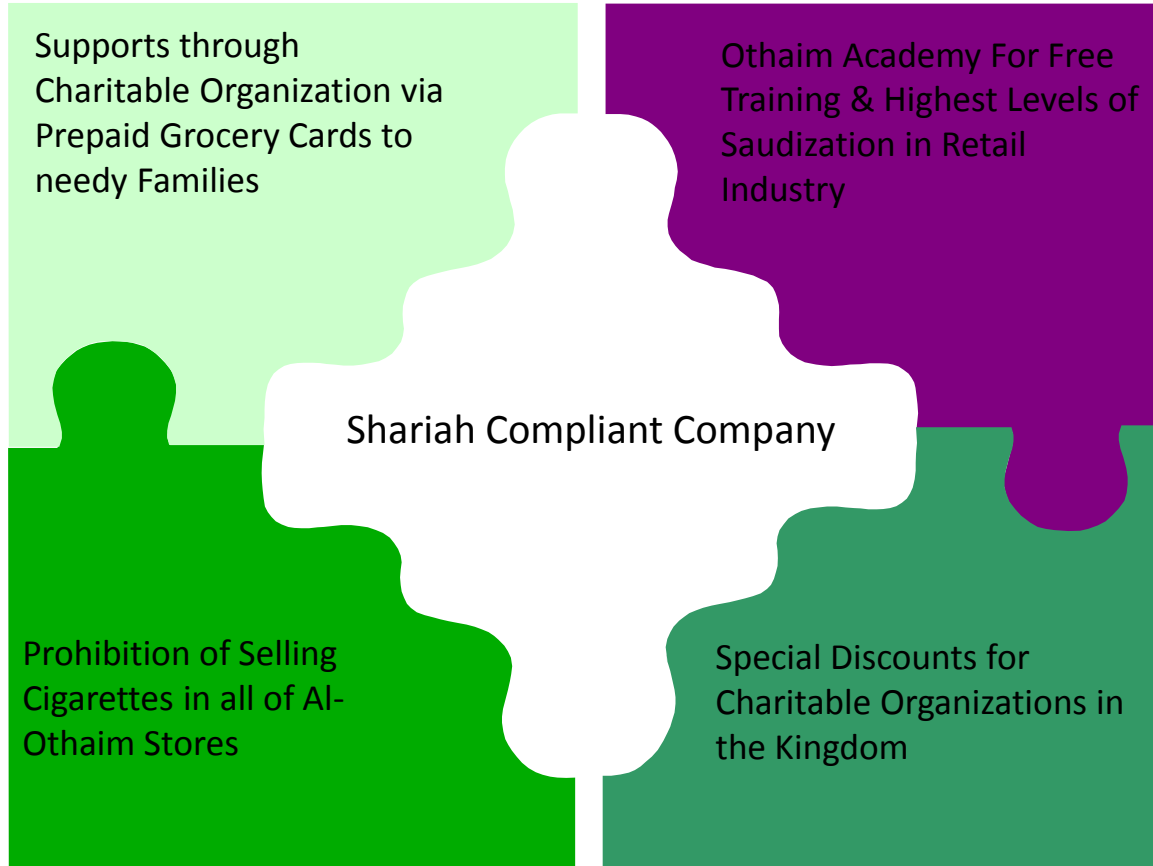 Supports through
Charitable Organization via
Prepaid Grocery Cards to
needy Families
Othaim Academy For Free
Training & Highest Levels of
Saudization in Retail
Industry
Shariah Compliant Company
Prohibition of Selling
Cigarettes in all of Al-
Othaim Stores
Special Discounts for
Charitable Organizations in
the Kingdom